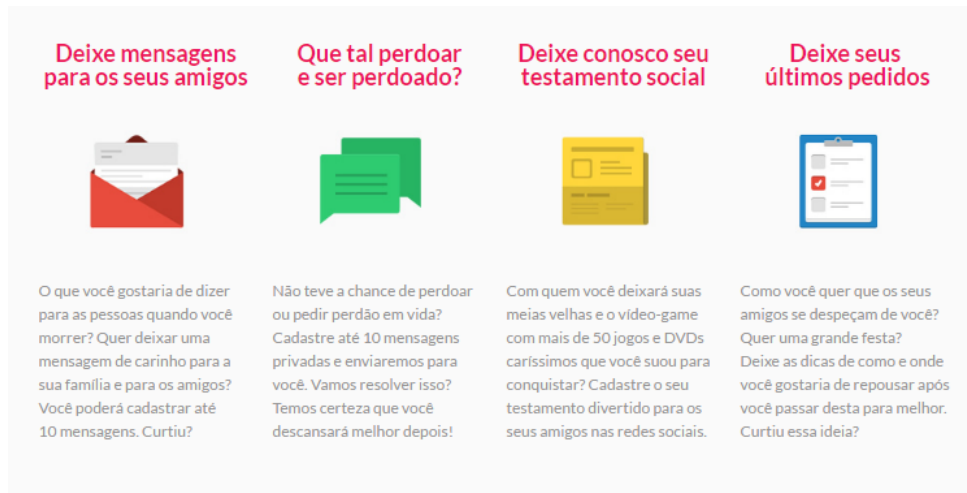 Deixe mensagens
para os seus amigos
O que você gostaria de dizer
para as pessoas quando você
morrer? Quer deixar uma
mensagem de carinho para a
sua família e para os amigos?
Você poderá cadastrar até
10 mensagens. Curtiu?
Que tal perdoar
e ser perdoado?
Não teve a chance de perdoar
ou pedir perdão em vida?
Cadastre até 10 mensagens
privadas e enviaremos para
você. Vamos resolver isso?
Temos certeza que você
descansará melhor depois!
Deixe conosco seu
testamento social
Com quem você deixará suas
meias velhas e o vídeo-game
com mais de 50 jogos e DVDs
caríssimos que você suou para
conquistar? Cadastre o seu
testamento divertido para os
seus amigos nas redes sociais.
Deixe seus
últimos pedidos
Como você quer que os seus
amigos se despeçam de você?
Quer uma grande festa?
Deixe as dicas de como e onde
você gostaria de repousar após
você passar desta para melhor.
Curtiu essa ideia?